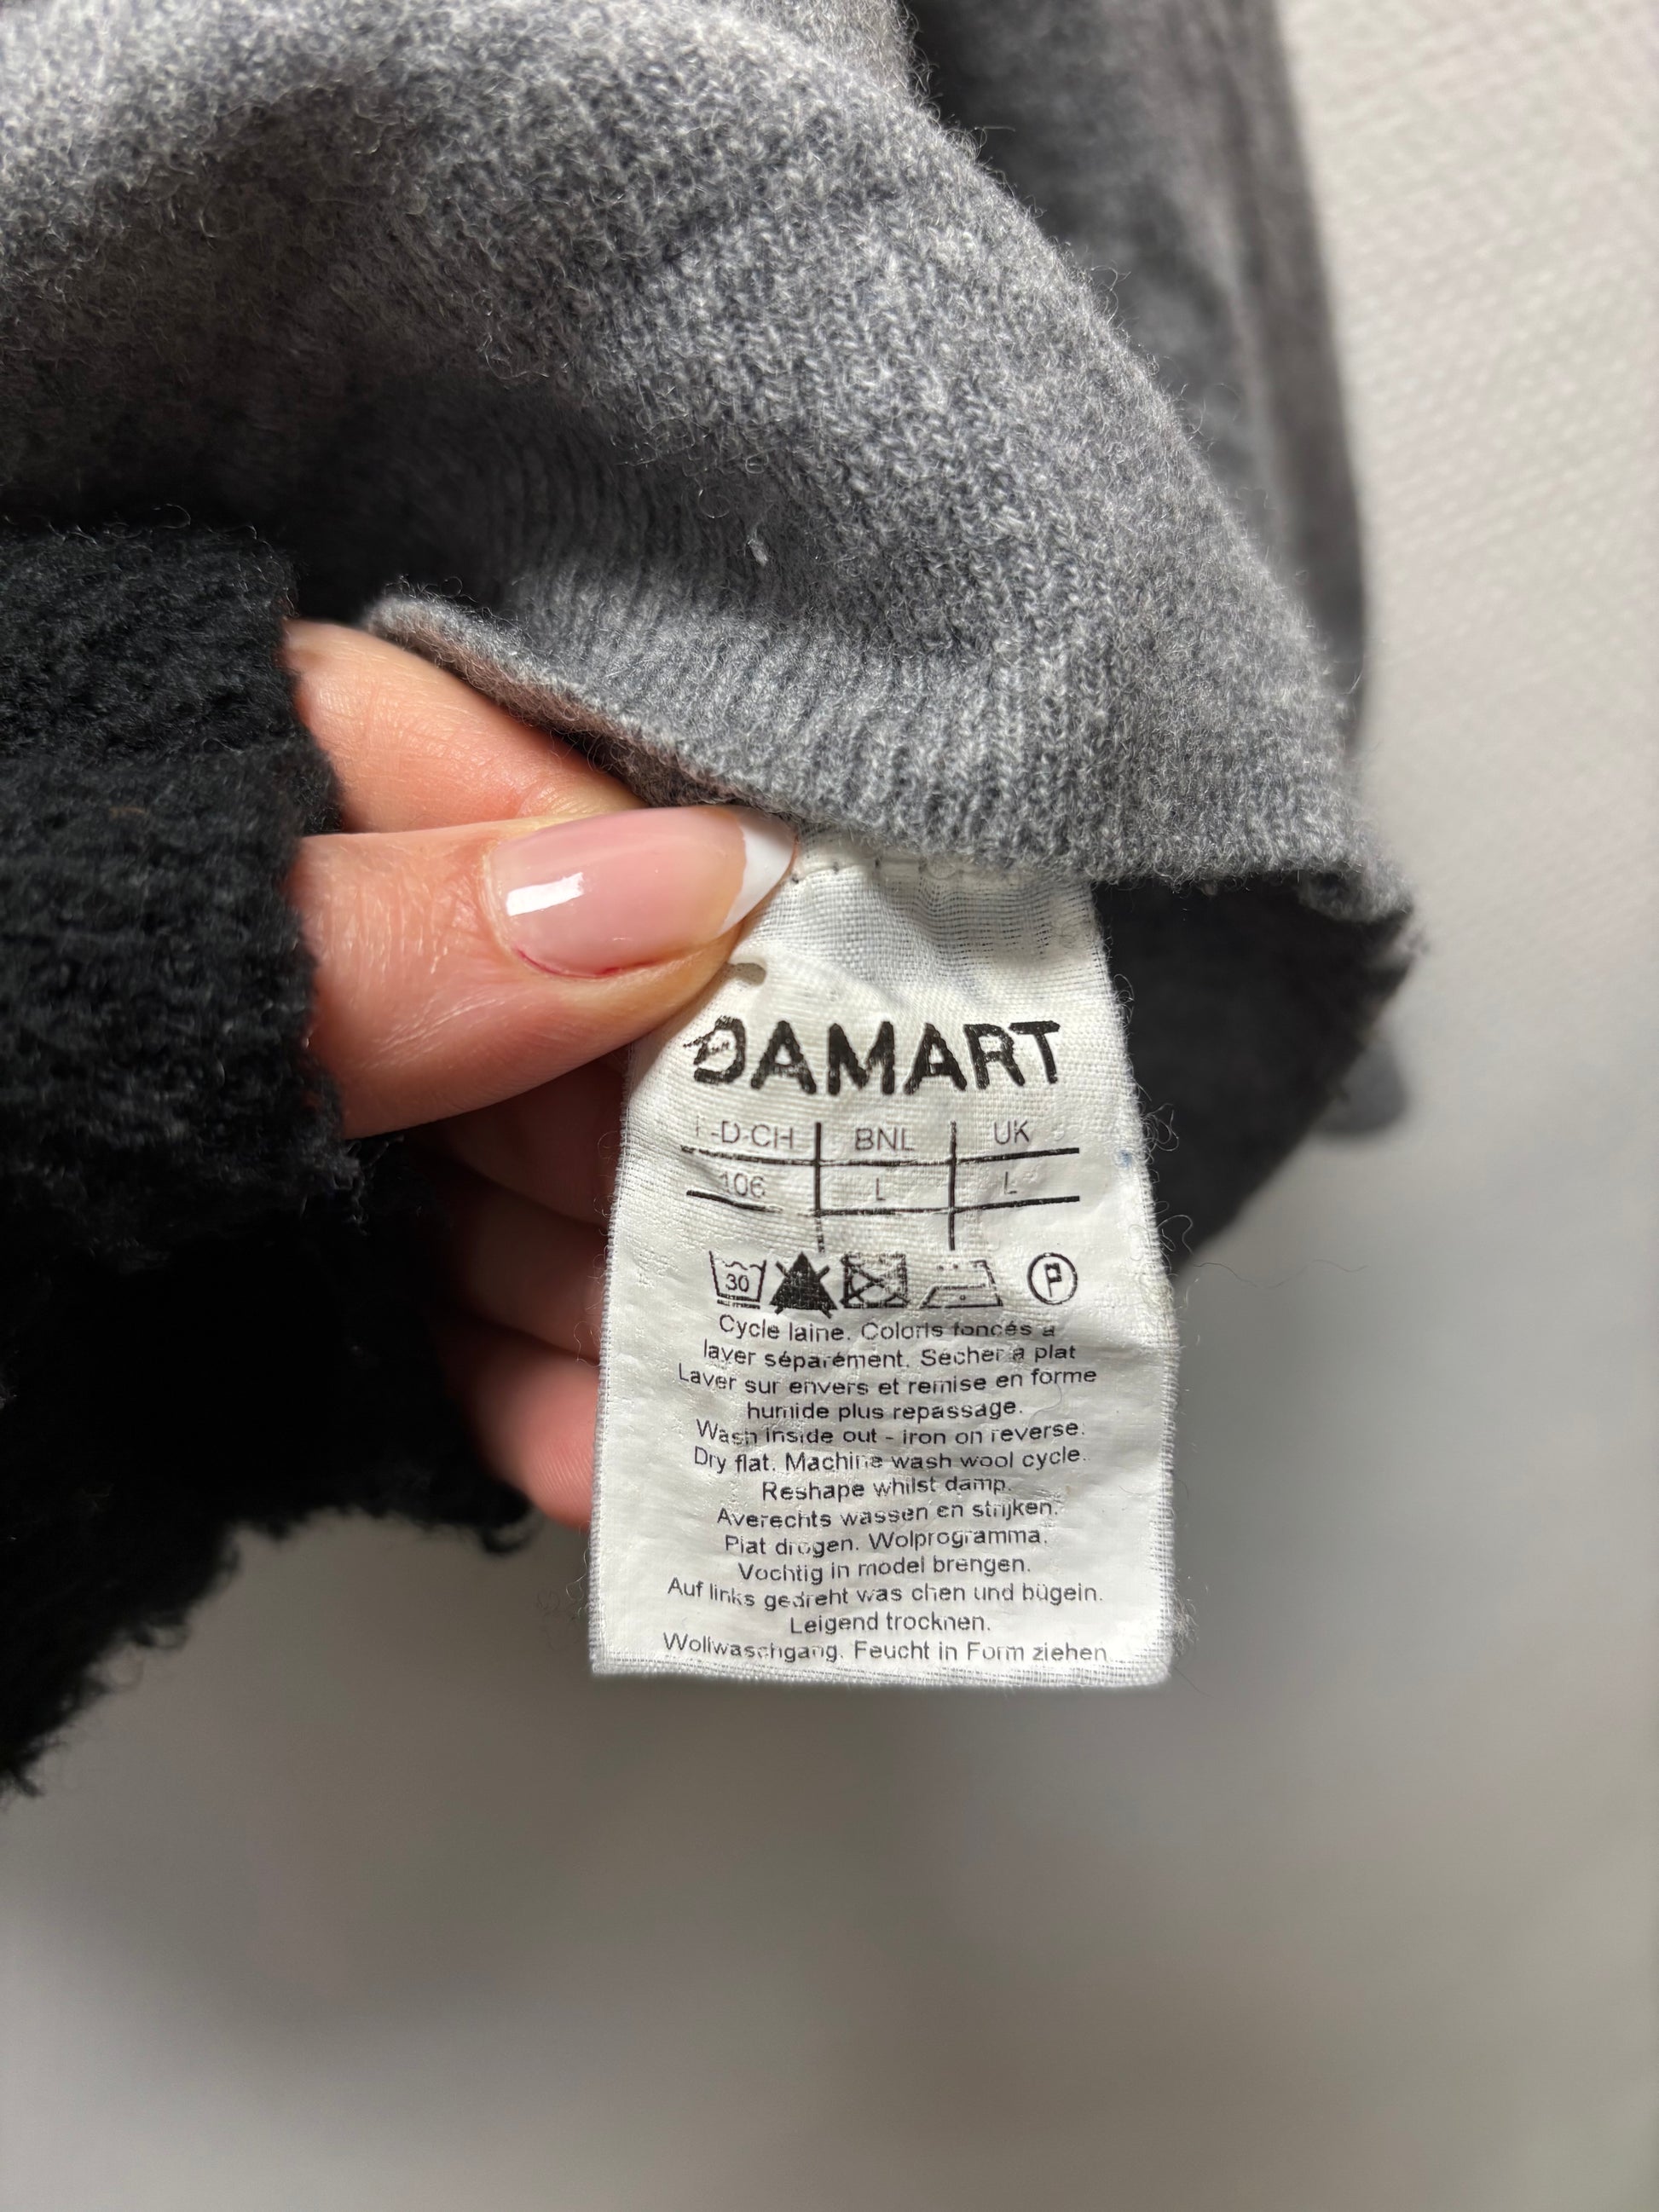 DAMART
-D-CH BNL UK
106 L L
30 P
Cycle laine. Coloris foncés a
laver séparément. Sécher a plat
Laver sur envers et remise en forme
humide plus repassage.
Wash inside out - iron on reverse.
Dry flat. Machine wash wool cycle.
Reshape whilst damp.
Averechts wassen en strijken.
Plat drogen. Wolprogramma.
Vochtig in model brengen.
Auf links gedreht was chen und bügeln.
Leigend trocknen.
Wollwaschgang. Feucht in Form ziehen